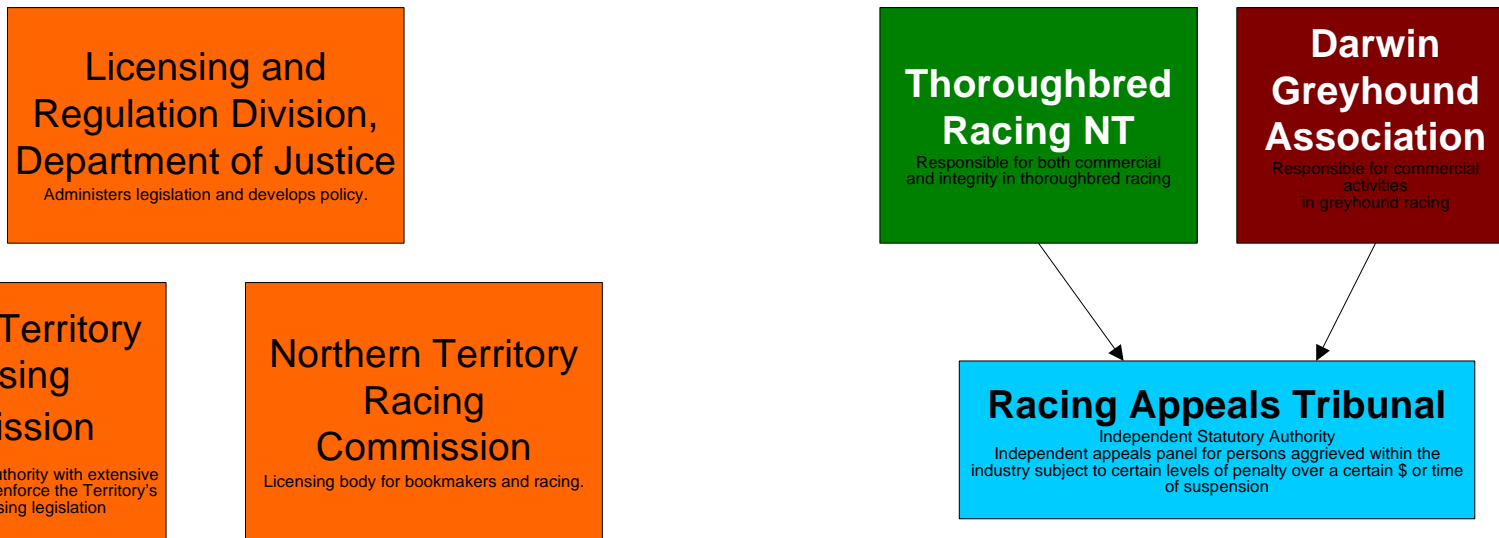 Licensing and
Regulation Division,
Department of Justice
Administers legislation and develops policy.
Thoroughbred
Racing NT
Responsible for both commercial
and integrity in thoroughbred racing
Darwin
Greyhound
Association
Responsible for commercial
activities
in greyhound racing
Territory
sing
ission
uthority with extensive
enforce the Territory's
sing legislation
Northern Territory
Racing
Commission
Licensing body for bookmakers and racing.
Racing Appeals Tribunal
Independent Statutory Authority
Independent appeals panel for persons aggrieved within the
industry subject to certain levels of penalty over a certain $ or time
of suspension